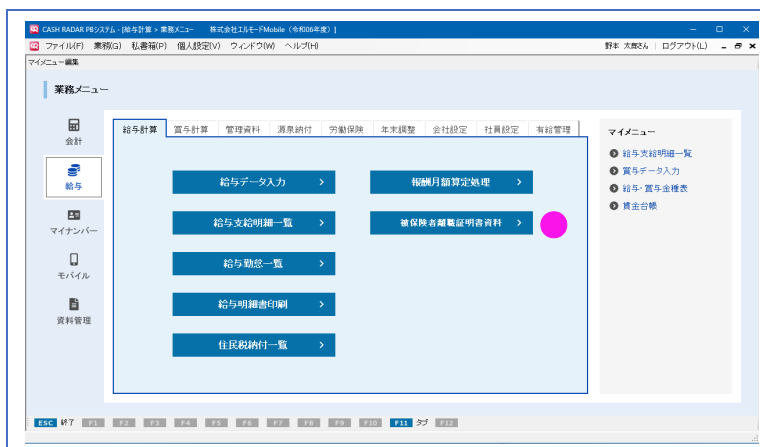 CASH RADAR PBシステム - [給与計算 > 業務メニュー 株式会社エルモードMobile（令和06年度）]
ファイル(F) 業務(G) 私書箱(P) 個人設定(V) ウィンドウ(W) ヘルプ(H) 野本 太郎さん ログアウト(L)
マイメニュー編集
業務メニュー
会計
給与
マイナンバー
モバイル
資料管理
給与計算 賞与計算 管理資料 源泉納付 労働保険 年末調整 会社設定 社員設定 有給管理
給与データ入力
給与支給明細一覧
給与勤怠一覧
給与明細書印刷
住民税納付一覧
報酬月額算定処理
被保険者離職証明書資料
マイメニュー
給与支給明細一覧
賞与データ入力
給与・賞与金種表
賃金台帳
ESC 終了 F1 F2 F3 F4 F5 F6 F7 F8 F9 F10 F11 タブ F12